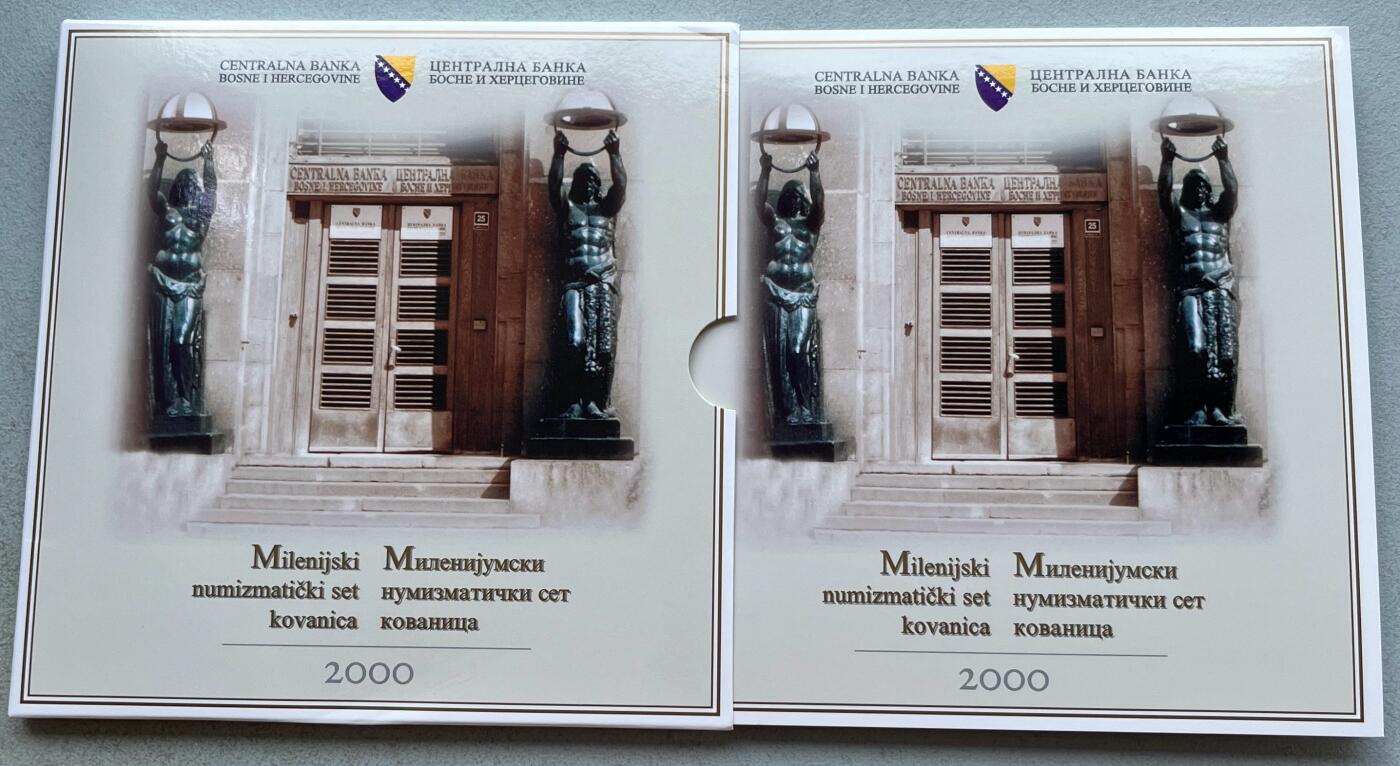 CENTRALNA BANKA
BOSNE I HERCEGOVINE
ЦЕНТРАЛНА БАНКА
БОСНЕ И ХЕРЦЕГОВИНЕ
CENTRALNA BANKA ЦЕНТРАЛНА
BOSNE I HERCEGOVINE БОСНЕ И
25
Milenijski
numizmatički set
kovanica
Миленијумски
нумизматички сет
кованица
2000
CENTRALNA BANKA
BOSNE I HERCEGOVINE
ЦЕНТРАЛНА БАНКА
БОСНЕ И ХЕРЦЕГОВИНЕ
CENTRALNA BANKA ЦЕНТРАЛНА
BOSNE I HERCEGOVINE БОСНЕ И
25
Milenijski
numizmatički set
kovanica
Миленијумски
нумизматички сет
кованица
2000